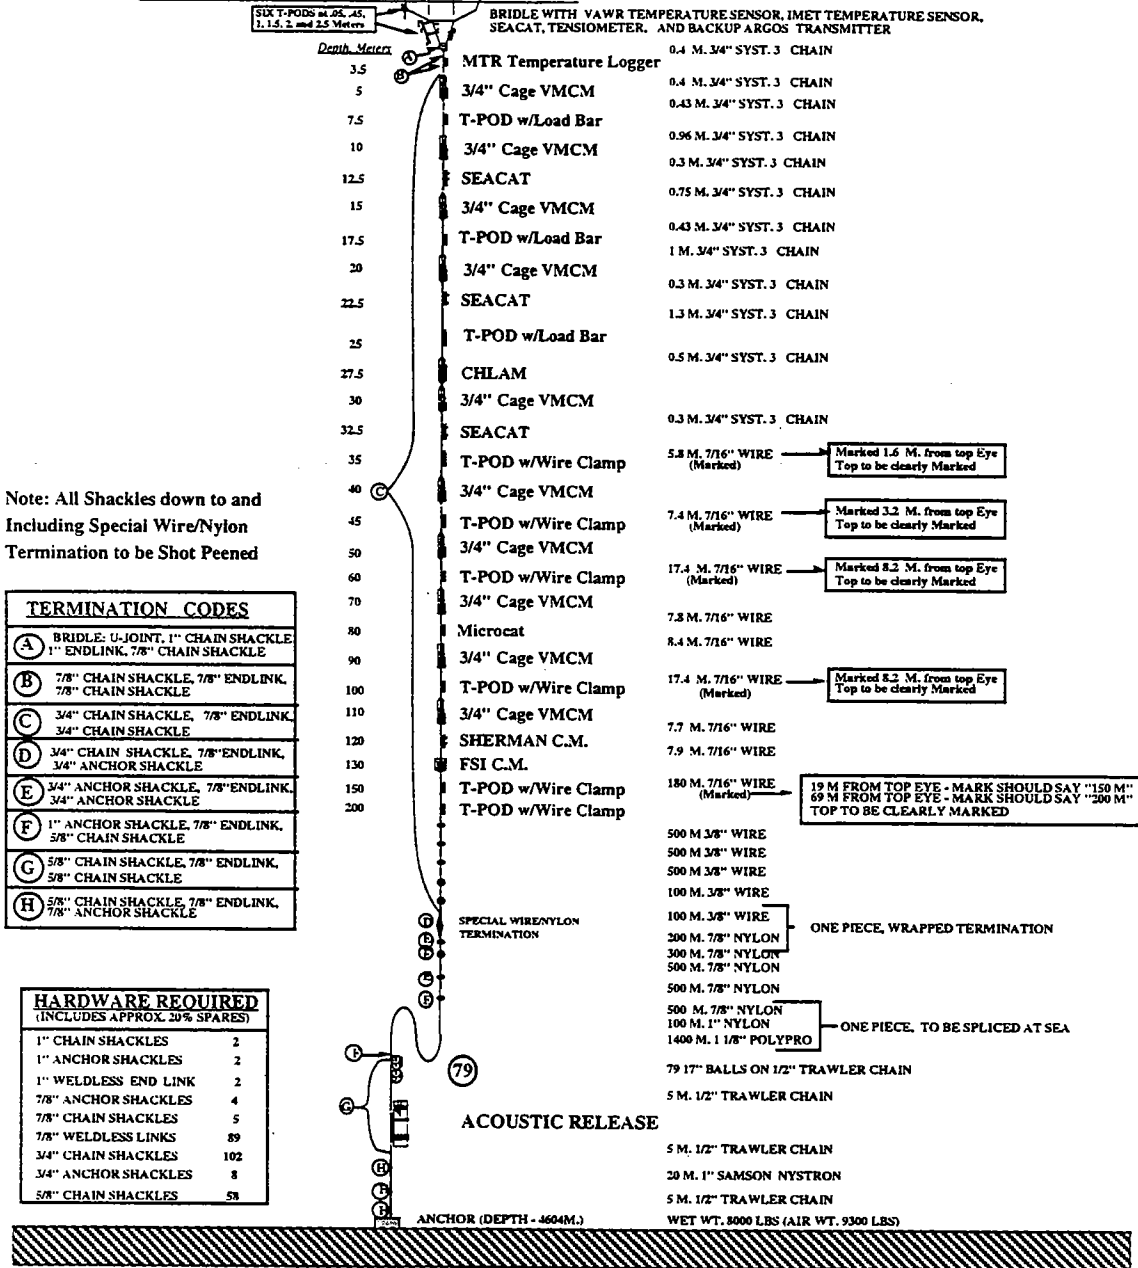 SIX T-PODS at .05, .45,
1, 1.5, 2, and 2.5 Meters
BRIDLE WITH VAWR TEMPERATURE SENSOR, IMET TEMPERATURE SENSOR,
SEACAT, TENSIOMETER, AND BACKUP ARGOS TRANSMITTER
Depth, Meters
0.4 M. 3/4" SYST. 3 CHAIN
A
3.5 B MTR Temperature Logger
0.4 M. 3/4" SYST. 3 CHAIN
5 3/4" Cage VMCM
0.43 M. 3/4" SYST. 3 CHAIN
7.5 T-POD w/Load Bar
0.96 M. 3/4" SYST. 3 CHAIN
10 3/4" Cage VMCM
0.3 M. 3/4" SYST. 3 CHAIN
12.5 SEACAT
0.75 M. 3/4" SYST. 3 CHAIN
15 3/4" Cage VMCM
0.43 M. 3/4" SYST. 3 CHAIN
17.5 T-POD w/Load Bar
1 M. 3/4" SYST. 3 CHAIN
20 3/4" Cage VMCM
0.3 M. 3/4" SYST. 3 CHAIN
22.5 SEACAT
1.3 M. 3/4" SYST. 3 CHAIN
25 T-POD w/Load Bar
0.5 M. 3/4" SYST. 3 CHAIN
27.5 CHLAM
30 3/4" Cage VMCM
0.3 M. 3/4" SYST. 3 CHAIN
32.5 SEACAT
35 T-POD w/Wire Clamp
5.8 M. 7/16" WIRE
(Marked)
Marked 1.6 M. from top Eye
Top to be clearly Marked
40 C 3/4" Cage VMCM
45 T-POD w/Wire Clamp
7.4 M. 7/16" WIRE
(Marked)
Marked 3.2 M. from top Eye
Top to be clearly Marked
50 3/4" Cage VMCM
60 T-POD w/Wire Clamp
17.4 M. 7/16" WIRE
(Marked)
Marked 8.2 M. from top Eye
Top to be clearly Marked
70 3/4" Cage VMCM
7.8 M. 7/16" WIRE
80 Microcat
8.4 M. 7/16" WIRE
90 3/4" Cage VMCM
100 T-POD w/Wire Clamp
17.4 M. 7/16" WIRE
(Marked)
Marked 8.2 M. from top Eye
Top to be clearly Marked
110 3/4" Cage VMCM
7.7 M. 7/16" WIRE
120 SHERMAN C.M.
7.9 M. 7/16" WIRE
130 FSI C.M.
150 T-POD w/Wire Clamp
180 M. 7/16" WIRE
(Marked)
19 M FROM TOP EYE - MARK SHOULD SAY "150 M"
69 M FROM TOP EYE - MARK SHOULD SAY "200 M"
TOP TO BE CLEARLY MARKED
200 T-POD w/Wire Clamp
500 M 3/8" WIRE
500 M 3/8" WIRE
500 M 3/8" WIRE
100 M. 3/8" WIRE
D SPECIAL WIRE/NYLON
TERMINATION
100 M. 3/8" WIRE
200 M. 7/8" NYLON
ONE PIECE, WRAPPED TERMINATION
E
300 M. 7/8" NYLON
500 M. 7/8" NYLON
E
500 M. 7/8" NYLON
F
500 M. 7/8" NYLON
100 M. 1" NYLON
1400 M. 1 1/8" POLYPRO
ONE PIECE, TO BE SPLICED AT SEA
F
79
79 17" BALLS ON 1/2" TRAWLER CHAIN
5 M. 1/2" TRAWLER CHAIN
G
ACOUSTIC RELEASE
5 M. 1/2" TRAWLER CHAIN
H
20 M. 1" SAMSON NYSTRON
5 M. 1/2" TRAWLER CHAIN
ANCHOR (DEPTH - 4604M.)
WET WT. 8000 LBS (AIR WT. 9300 LBS)
Note: All Shackles down to and
Including Special Wire/Nylon
Termination to be Shot Peened
TERMINATION CODES
A BRIDLE: U-JOINT, 1" CHAIN SHACKLE
1" ENDLINK, 7/8" CHAIN SHACKLE
B 7/8" CHAIN SHACKLE, 7/8" ENDLINK,
7/8" CHAIN SHACKLE
C 3/4" CHAIN SHACKLE, 7/8" ENDLINK,
3/4" CHAIN SHACKLE
D 3/4" CHAIN SHACKLE, 7/8"ENDLINK,
3/4" ANCHOR SHACKLE
E 3/4" ANCHOR SHACKLE, 7/8"ENDLINK,
3/4" ANCHOR SHACKLE
F 1" ANCHOR SHACKLE, 7/8" ENDLINK,
5/8" CHAIN SHACKLE
G 5/8" CHAIN SHACKLE, 7/8" ENDLINK,
5/8" CHAIN SHACKLE
H 5/8" CHAIN SHACKLE, 7/8" ENDLINK,
7/8" ANCHOR SHACKLE
HARDWARE REQUIRED
(INCLUDES APPROX. 20% SPARES)
1" CHAIN SHACKLES 2
1" ANCHOR SHACKLES 2
1" WELDLESS END LINK 2
7/8" ANCHOR SHACKLES 4
7/8" CHAIN SHACKLES 5
7/8" WELDLESS LINKS 89
3/4" CHAIN SHACKLES 102
3/4" ANCHOR SHACKLES 8
5/8" CHAIN SHACKLES 58